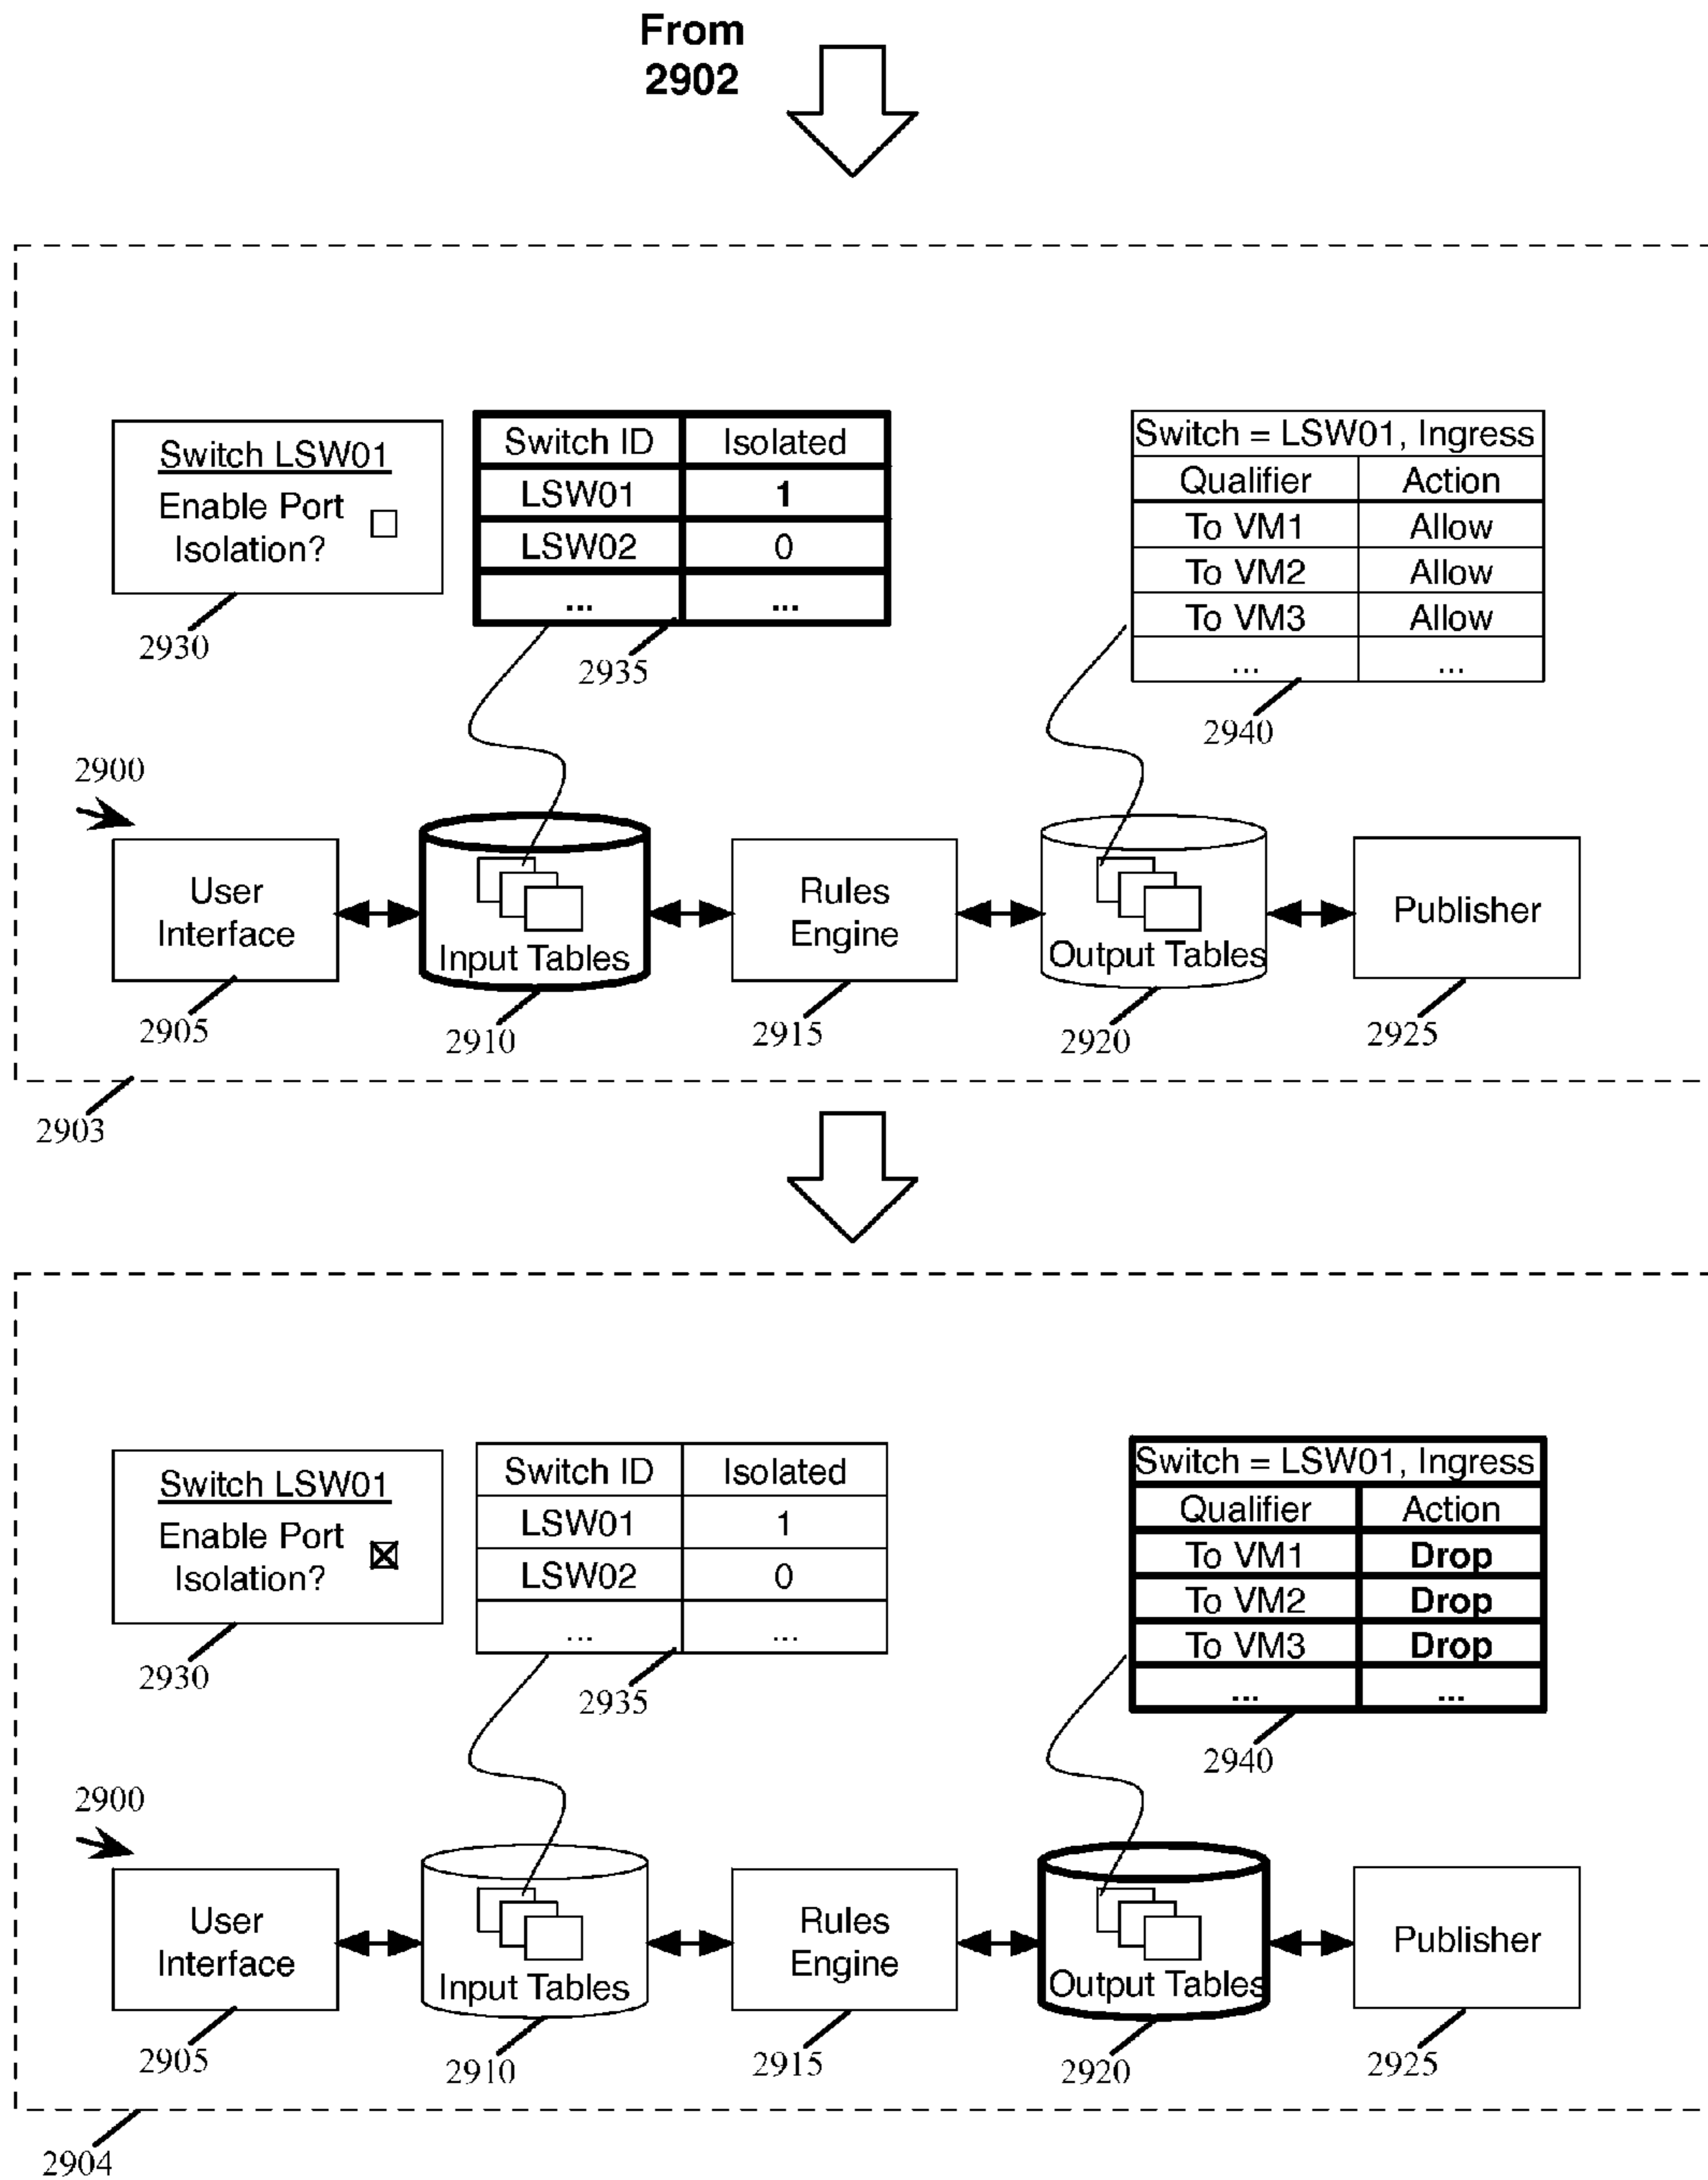 From
2902
Switch LSW01
Enable Port
Isolation?
2930
Switch ID Isolated
LSW01 1
LSW02 0
... ...
2935
Switch = LSW01, Ingress
Qualifier Action
To VM1 Allow
To VM2 Allow
To VM3 Allow
... ...
2940
2900
User
Interface
2905
Input Tables
2910
Rules
Engine
2915
Output Tables
2920
Publisher
2925
2903
Switch LSW01
Enable Port
Isolation?
2930
Switch ID Isolated
LSW01 1
LSW02 0
... ...
2935
Switch = LSW01, Ingress
Qualifier Action
To VM1 Drop
To VM2 Drop
To VM3 Drop
... ...
2940
2900
User
Interface
2905
Input Tables
2910
Rules
Engine
2915
Output Tables
2920
Publisher
2925
2904